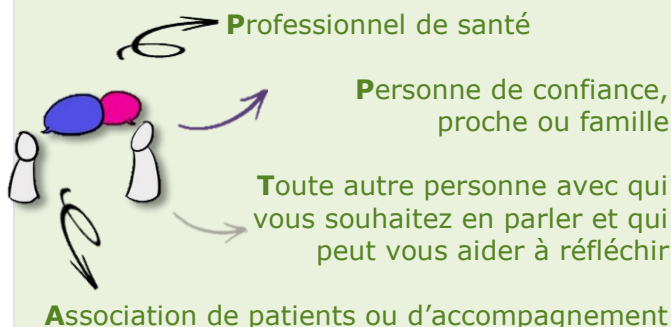 Professionnel de santé
Personne de confiance,
proche ou famille
Toute autre personne avec qui
vous souhaitez en parler et qui
peut vous aider à réfléchir
Association de patients ou d’accompagnement